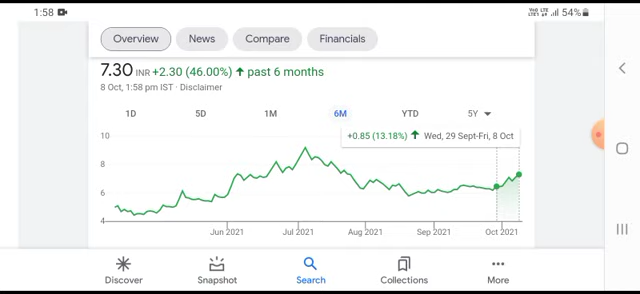 1:58
54%
Overview News Compare Financials
7.30 INR +2.30 (46.00%) ↑ past 6 months
8 Oct, 1:58 pm IST · Disclaimer
1D 5D 1M 6M YTD 5Y
+0.85 (13.18%) ↑ Wed, 29 Sept-Fri, 8 Oct
10
8
6
4
Jun 2021 Jul 2021 Aug 2021 Sep 2021 Oct 2021
Discover Snapshot Search Collections More